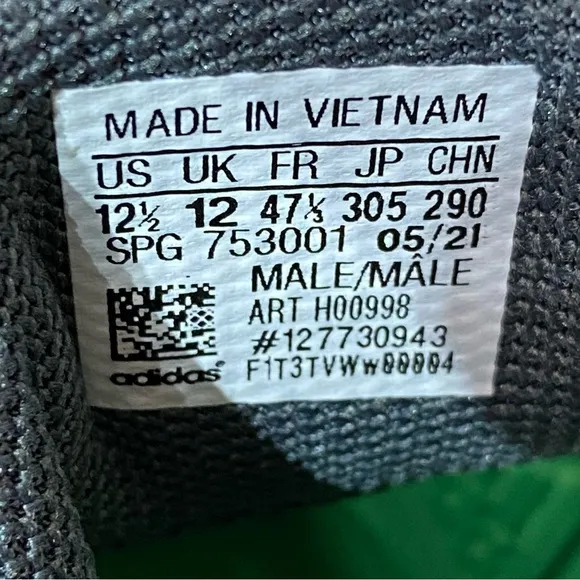 MADE IN VIETNAM
US UK FR JP CHN
12½ 12 47⅓ 305 290
SPG 753001 05/21
MALE/MÂLE
ART H00998
#127730943
adidas F1T3TVWw00004